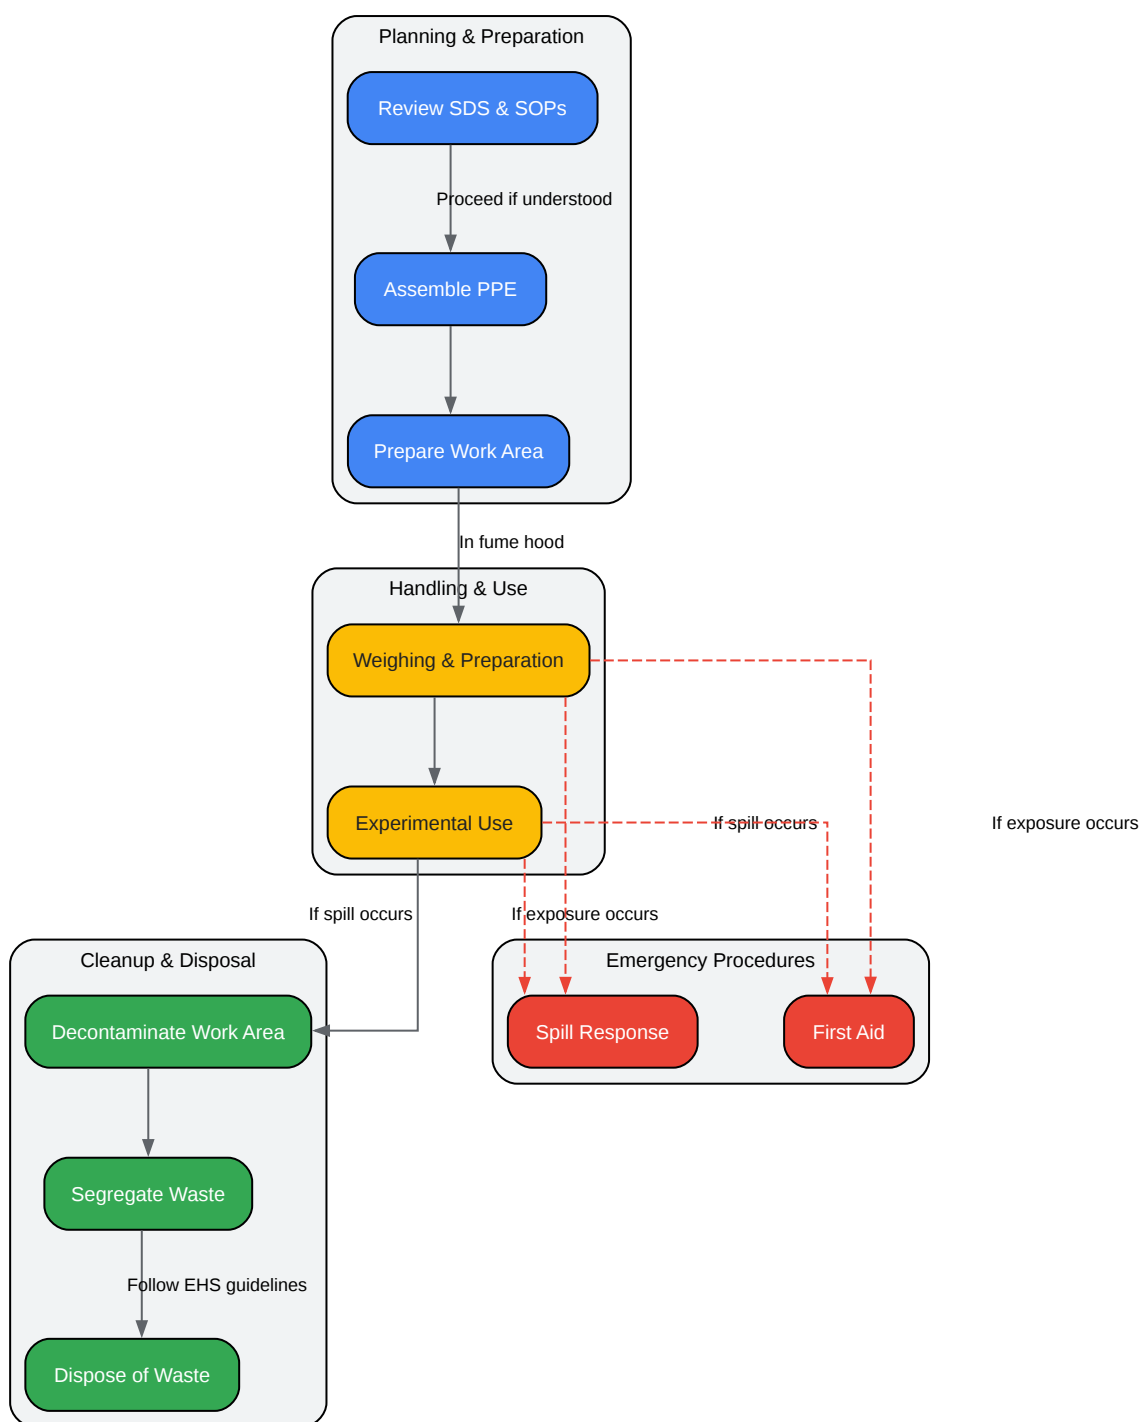 Planning & Preparation
Review SDS & SOPs
Proceed if understood
Assemble PPE
Prepare Work Area
In fume hood
Handling & Use
Weighing & Preparation
Experimental Use
If spill occurs
If exposure occurs
If spill occurs
If exposure occurs
Cleanup & Disposal
Emergency Procedures
Decontaminate Work Area
Spill Response
First Aid
Segregate Waste
Follow EHS guidelines
Dispose of Waste